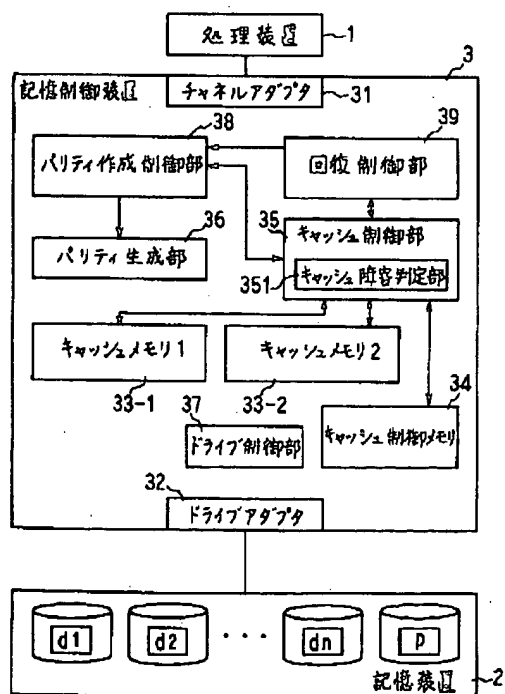 処理装置
1
3
記憶制御装置
チャネルアダプタ
31
38
39
パリティ作成制御部
回復制御部
36
35
キャッシュ制御部
パリティ生成部
351
キャッシュ障害判定部
キャッシュメモリ1
キャッシュメモリ2
34
33-1
33-2
37
ドライブ制御部
キャッシュ制御メモリ
32
ドライブアダプタ
d1
d2
・・・
dn
P
記憶装置
2